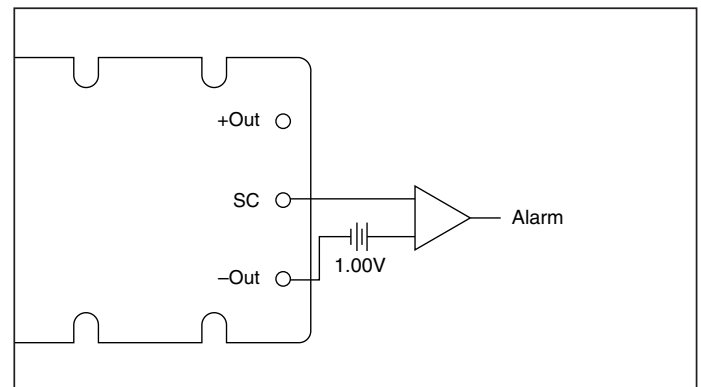 +Out
SC
Alarm
1.00V
–Out